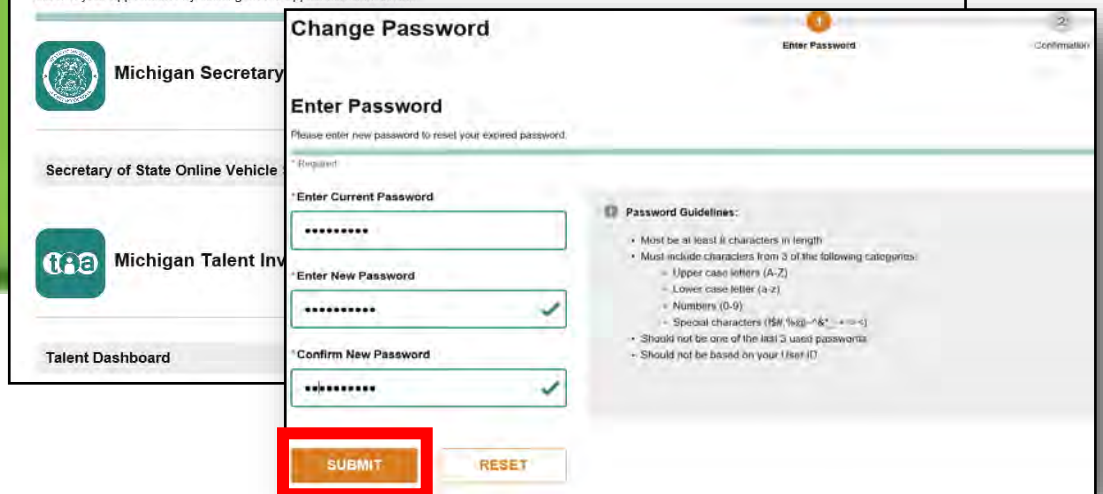 Michigan Secretary
Secretary of State Online Vehicle
tia
Michigan Talent Inv
Talent Dashboard
Change Password
1
Enter Password
2
Confirmation
Enter Password
Please enter new password to reset your expired password.
* Required
*Enter Current Password
•••••••••
*Enter New Password
••••••••••
*Confirm New Password
••••••••••
SUBMIT
RESET
Password Guidelines:
• Must be at least 8 characters in length
• Must include characters from 3 of the following categories:
– Upper case letters (A-Z)
– Lower case letter (a-z)
– Numbers (0-9)
– Special characters
• Should not be one of the last 3 used passwords
• Should not be based on your User ID